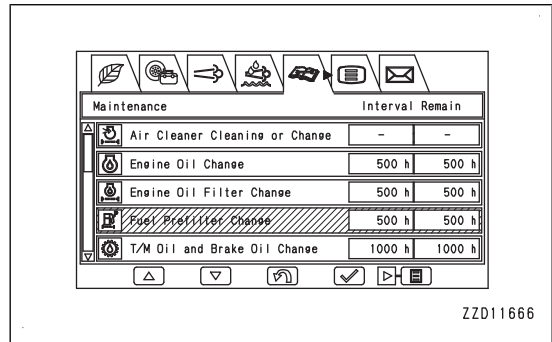 Maintenance Interval Remain
Air Cleaner Cleaning or Change - -
Engine Oil Change 500 h 500 h
Engine Oil Filter Change 500 h 500 h
Fuel Prefilter Change 500 h 500 h
T/M Oil and Brake Oil Change 1000 h 1000 h
ZZD11666